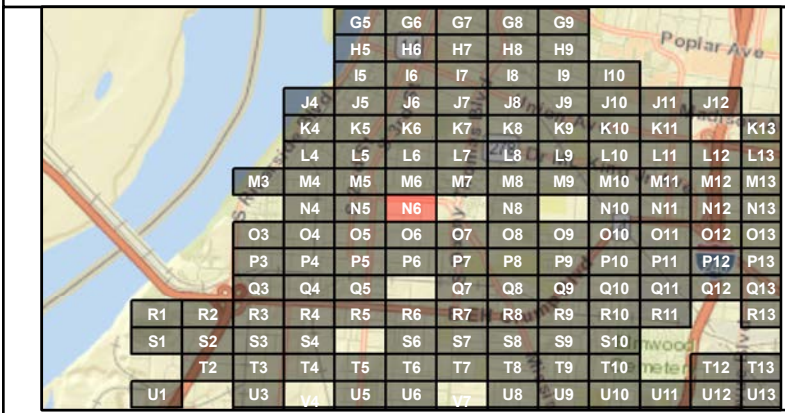 G5 G6 G7 G8 G9
H5 H6 H7 H8 H9
Poplar Ave
I5 I6 I7 I8 I9 I10
J4 J5 J6 J7 J8 J9 J10 J11 J12
K4 K5 K6 K7 K8 K9 K10 K11 K13
L4 L5 L6 L7 L8 L9 L10 L11 L12 L13
M3 M4 M5 M6 M7 M8 M9 M10 M11 M12 M13
N4 N5 N6 N8 N10 N11 N12 N13
S Riverside Blvd
O3 O4 O5 O6 O7 O8 O9 O10 O11 O12 O13
P3 P4 P5 P6 P7 P8 P9 P10 P11 P12 P13
Q3 Q4 Q5 Q7 Q8 Q9 Q10 Q11 Q12 Q13
R1 R2 R3 R4 R5 R6 R7 R8 R9 R10 R11 R13
S1 S2 S3 S4 S6 S7 S8 S9 S10
T2 T3 T4 T5 T6 T7 T8 T9 T10 T12 T13
U1 U3 V4 U5 U6 V7 U8 U9 U10 U11 U12 U13